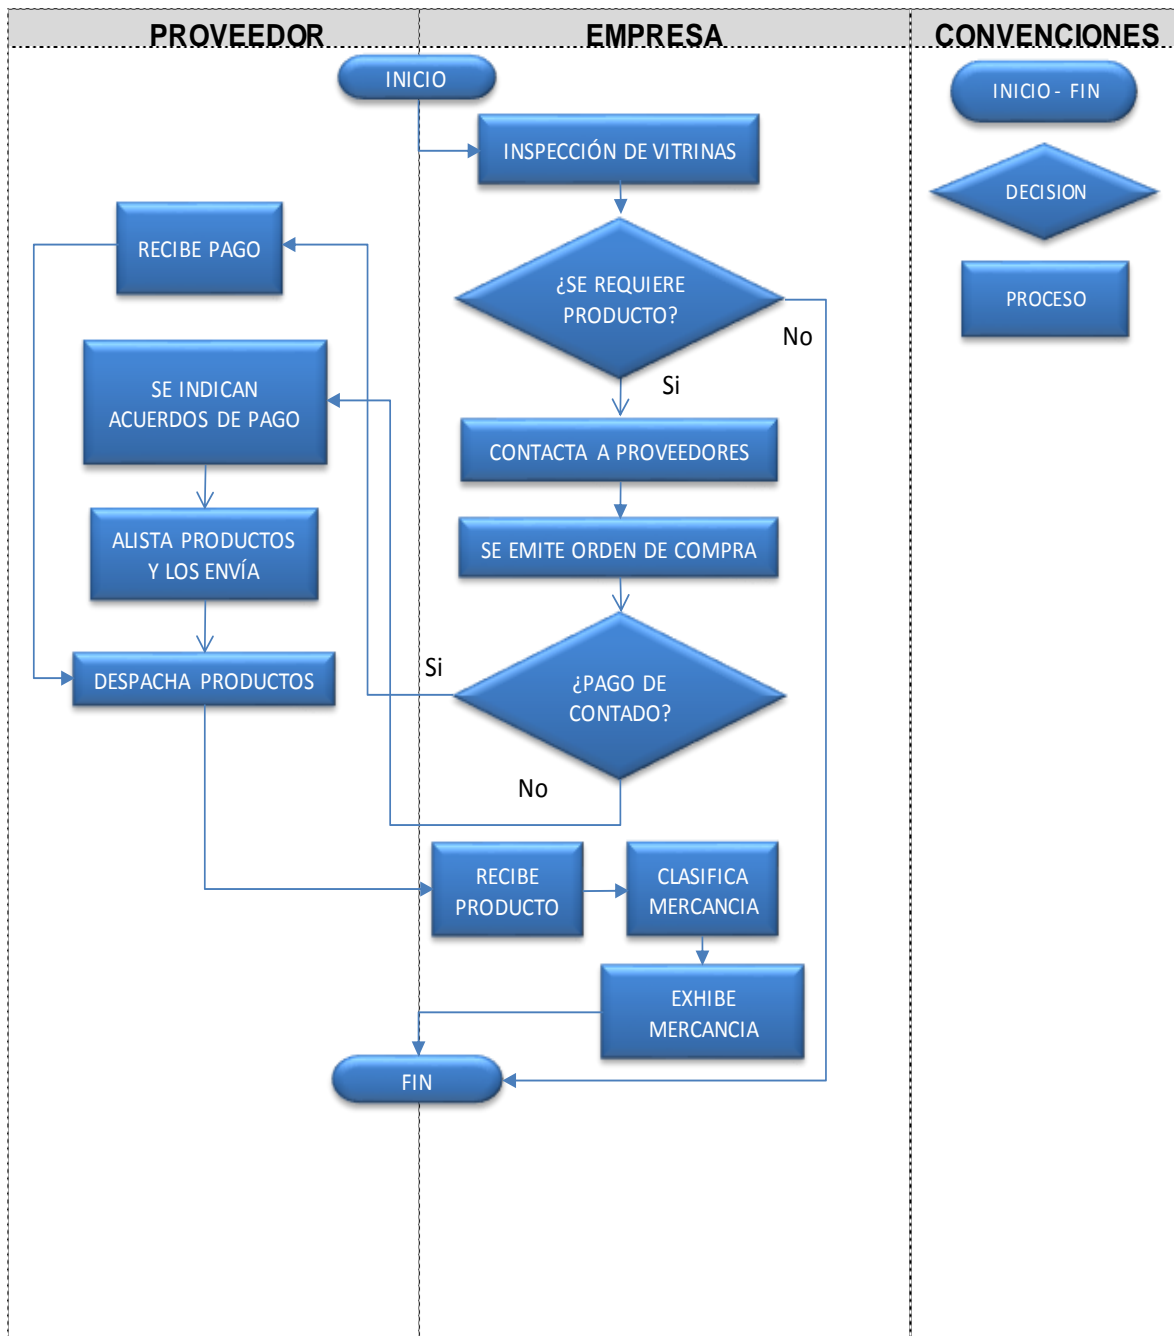 PROVEEDOR
EMPRESA
CONVENCIONES
INICIO
INICIO - FIN
INSPECCIÓN DE VITRINAS
DECISION
RECIBE PAGO
¿SE REQUIERE
PRODUCTO?
PROCESO
No
Si
SE INDICAN
ACUERDOS DE PAGO
CONTACTA A PROVEEDORES
ALISTA PRODUCTOS
Y LOS ENVÍA
SE EMITE ORDEN DE COMPRA
DESPACHA PRODUCTOS
Si
¿PAGO DE
CONTADO?
No
RECIBE
PRODUCTO
CLASIFICA
MERCANCIA
EXHIBE
MERCANCIA
FIN